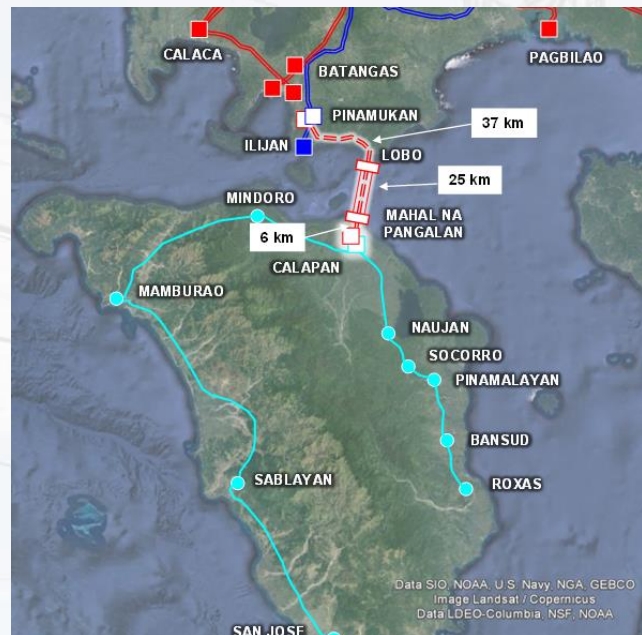 CALACA
PAGBILAO
BATANGAS
PINAMUKAN
37 km
ILIJAN
LOBO
25 km
MINDORO
MAHAL NA
PANGALAN
6 km
CALAPAN
MAMBURAO
NAUJAN
SOCORRO
PINAMALAYAN
BANSUD
SABLAYAN
ROXAS
Data SIO, NOAA, U.S. Navy, NGA, GEBCO
Image Landsat / Copernicus
Data LDEO-Columbia, NSF, NOAA
SAN JOSE